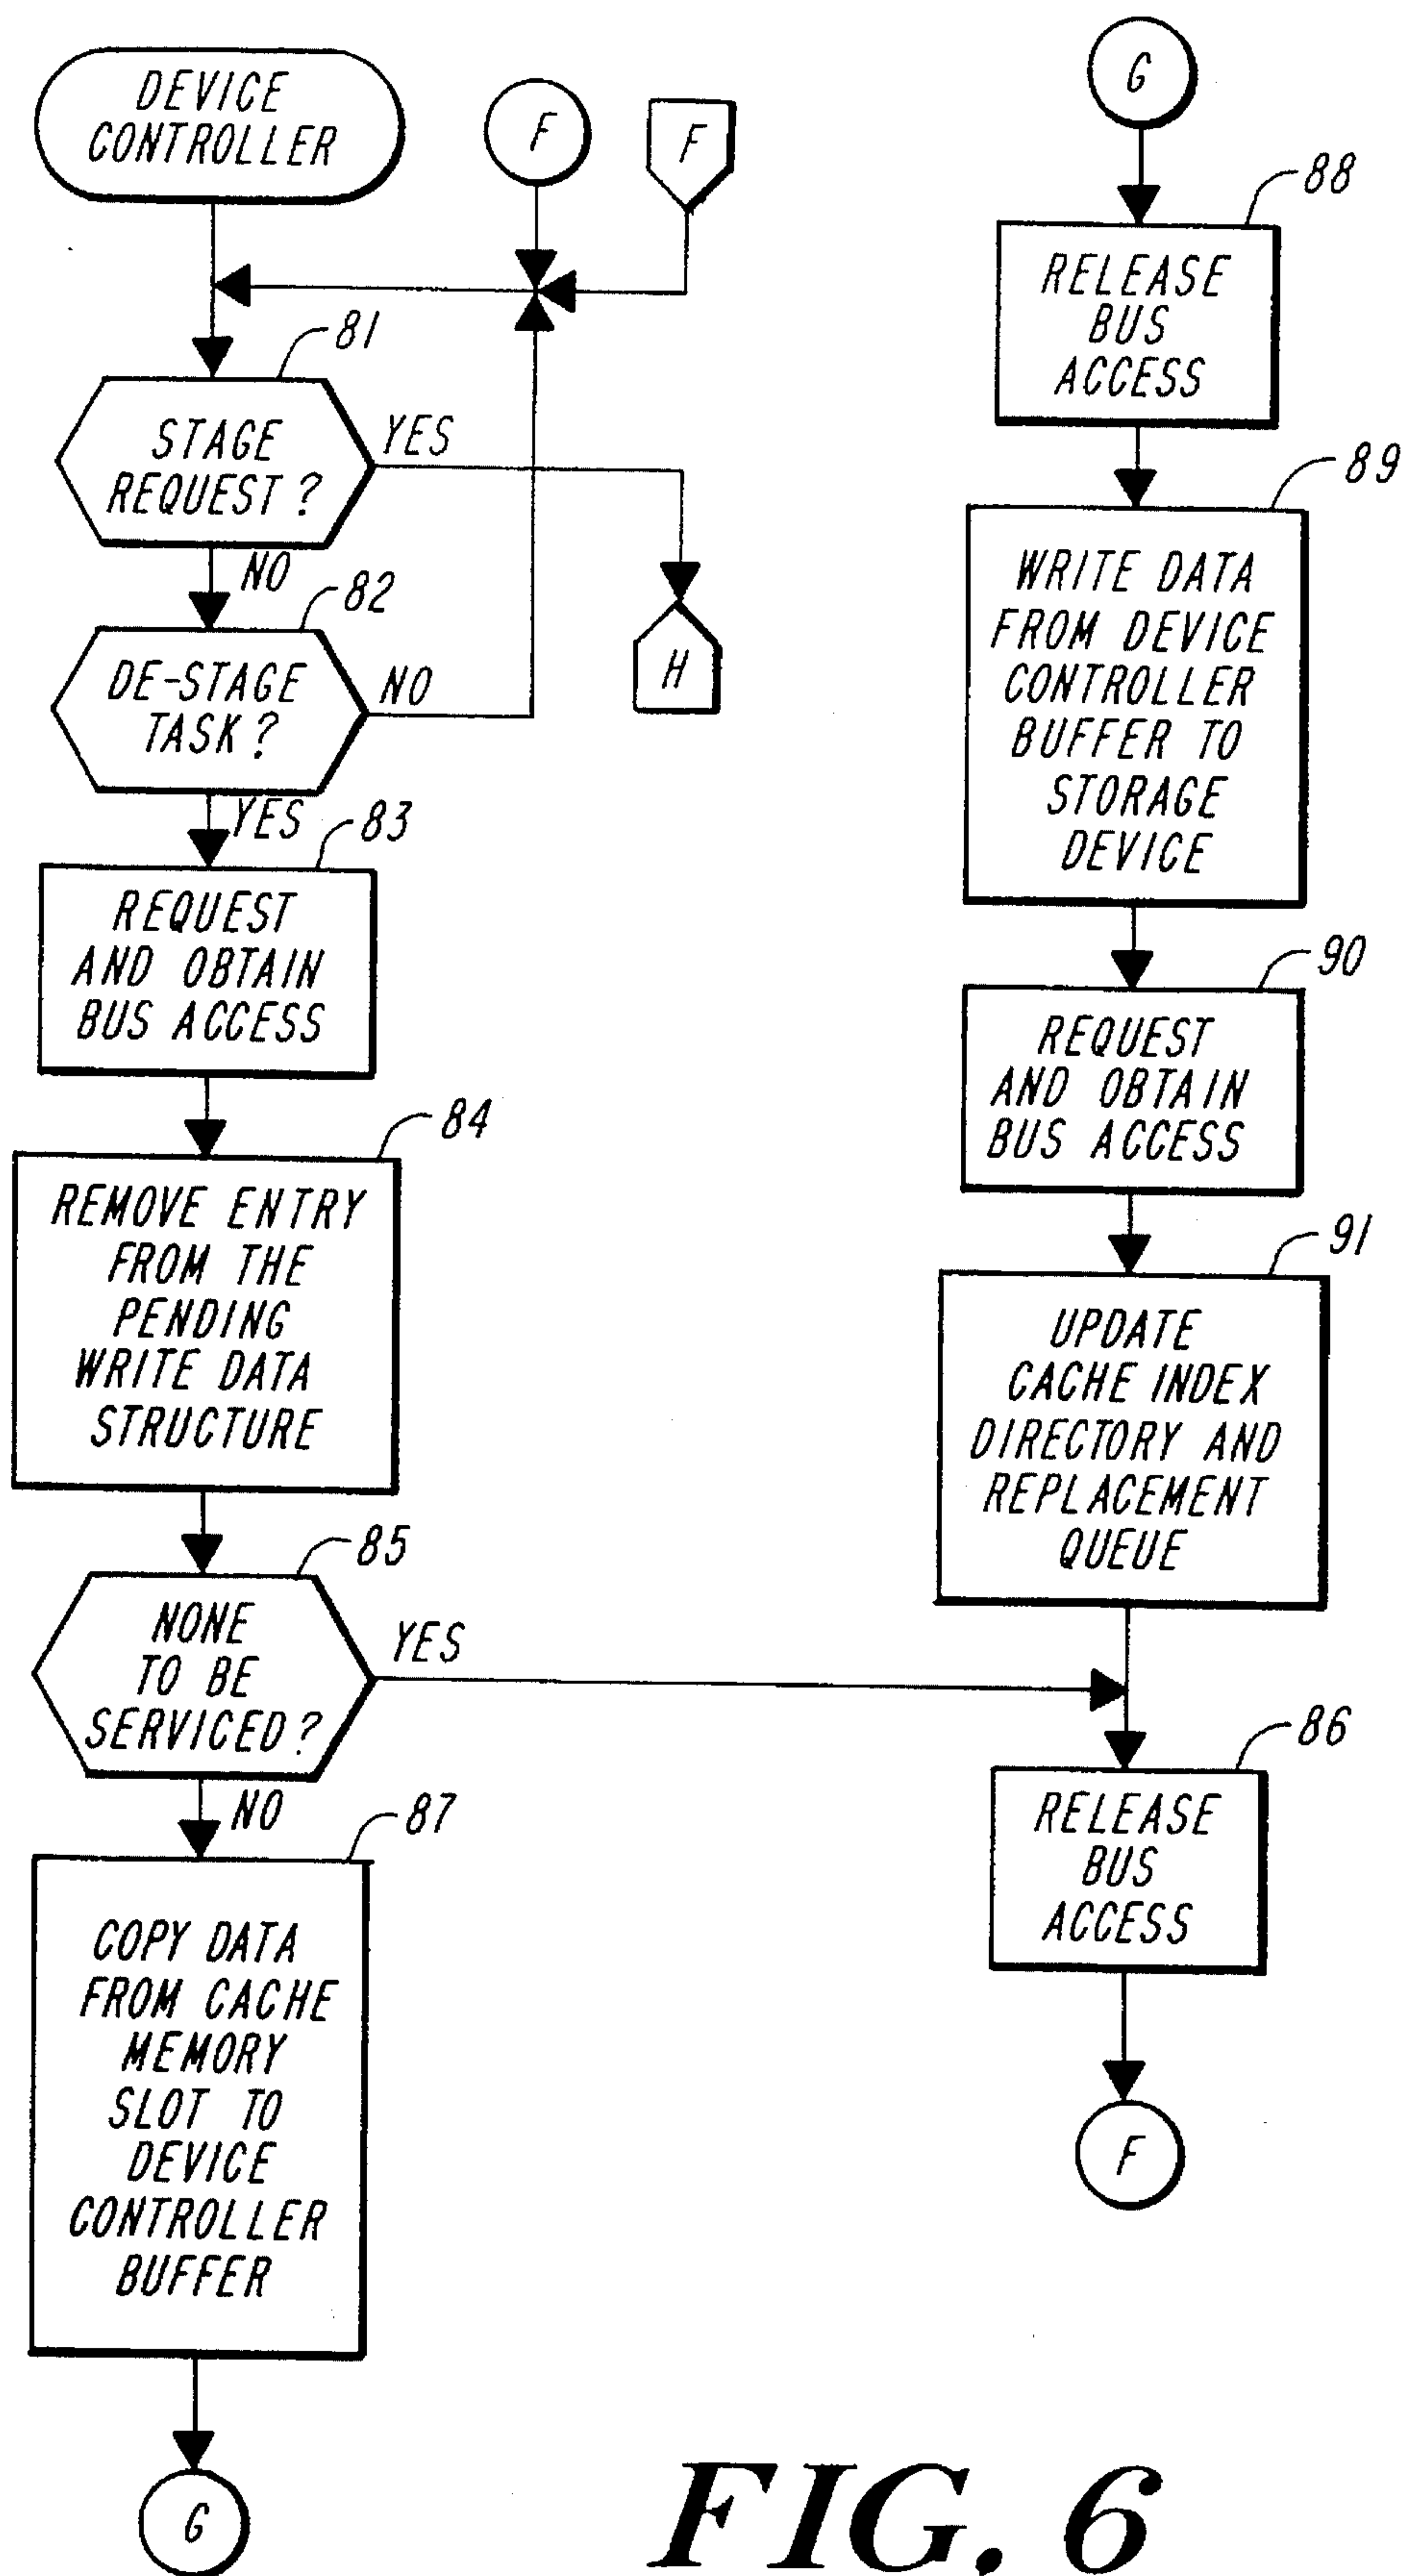 DEVICE
CONTROLLER
F
F
81
STAGE
REQUEST?
YES
NO
H
82
DE-STAGE
TASK?
NO
YES
83
REQUEST
AND OBTAIN
BUS ACCESS
84
REMOVE ENTRY
FROM THE
PENDING
WRITE DATA
STRUCTURE
85
NONE
TO BE
SERVICED?
YES
NO
87
COPY DATA
FROM CACHE
MEMORY
SLOT TO
DEVICE
CONTROLLER
BUFFER
G
G
88
RELEASE
BUS
ACCESS
89
WRITE DATA
FROM DEVICE
CONTROLLER
BUFFER TO
STORAGE
DEVICE
90
REQUEST
AND OBTAIN
BUS ACCESS
91
UPDATE
CACHE INDEX
DIRECTORY AND
REPLACEMENT
QUEUE
86
RELEASE
BUS
ACCESS
F
FIG. 6